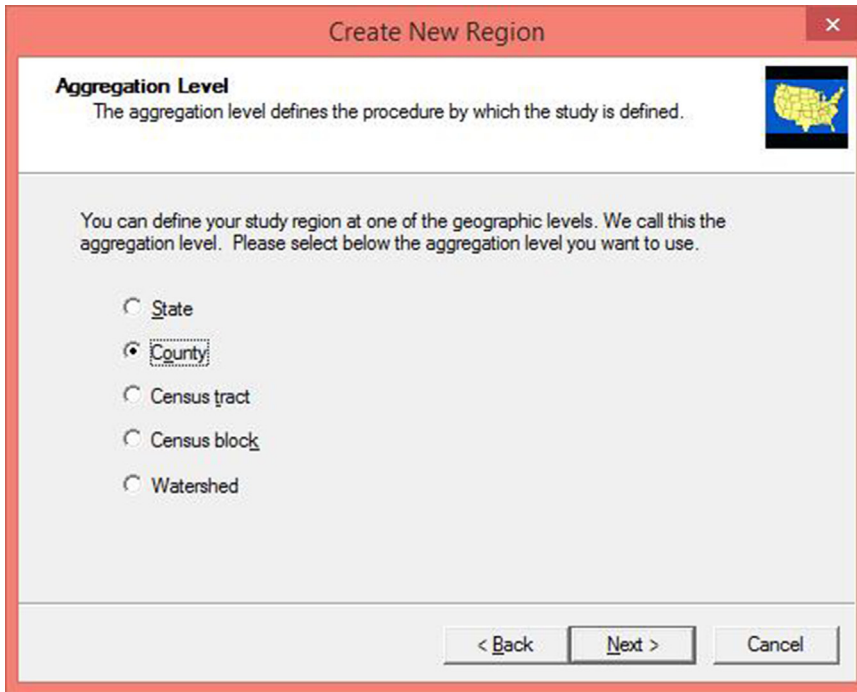 Create New Region
Aggregation Level
The aggregation level defines the procedure by which the study is defined.
You can define your study region at one of the geographic levels. We call this the
aggregation level.  Please select below the aggregation level you want to use.
State
County
Census tract
Census block
Watershed
< Back
Next >
Cancel